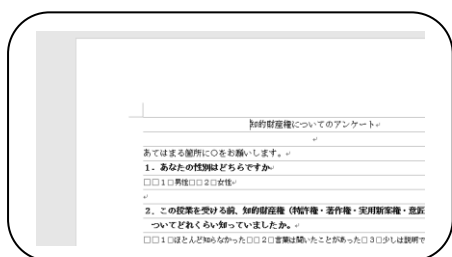 知的財産権についてのアンケート↵
↵
あてはまる箇所に○をお願いします。↵
1．あなたの性別はどちらですか↵
□□1□男性□□2□女性↵
↵
2．この授業を受ける前、知的財産権（特許権・著作権・実用新案権・意匠
ついてどれくらい知っていましたか。↵
□□1□ほとんど知らなかった□□2□言葉は聞いたことがあった□3□少しは説明で